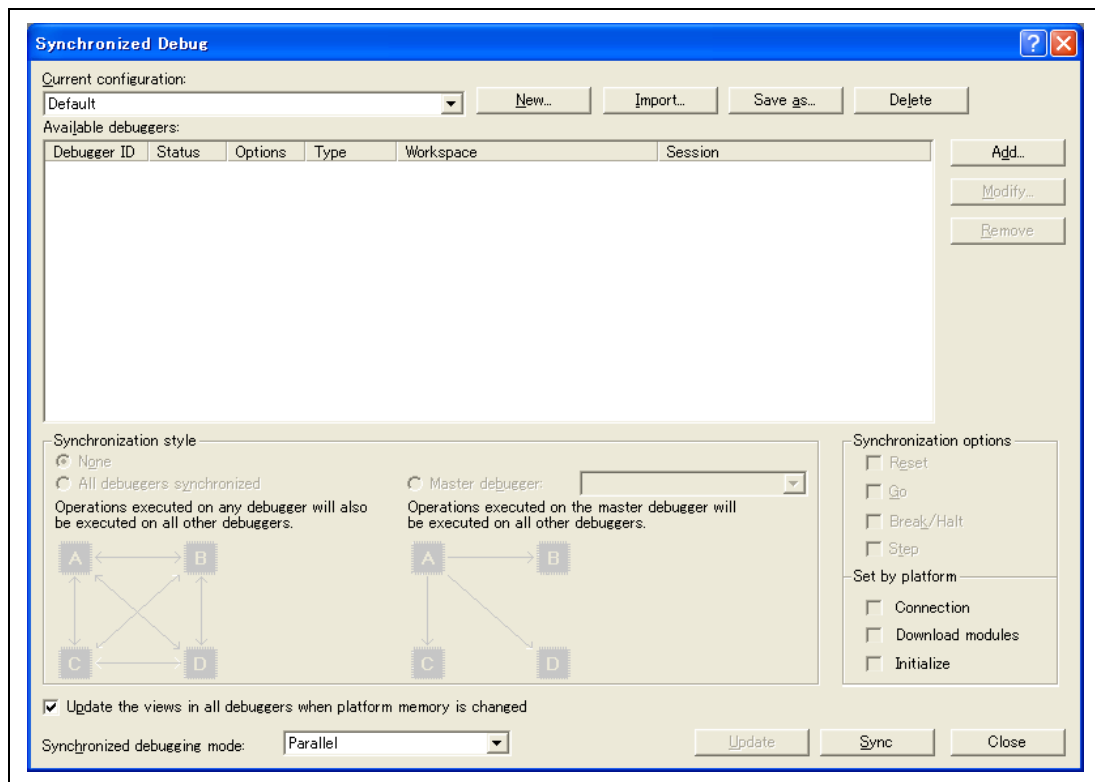 Synchronized Debug
Current configuration:
Default
New...
Import...
Save as...
Delete
Available debuggers:
Debugger ID Status Options Type Workspace Session
Add...
Modify...
Remove
Synchronization style
None
All debuggers synchronized
Master debugger:
Operations executed on any debugger will also
be executed on all other debuggers.
Operations executed on the master debugger will
be executed on all other debuggers.
A B
C D
A B
C D
Synchronization options
Reset
Go
Break/Halt
Step
Set by platform
Connection
Download modules
Initialize
Update the views in all debuggers when platform memory is changed
Synchronized debugging mode: Parallel
Update
Sync
Close